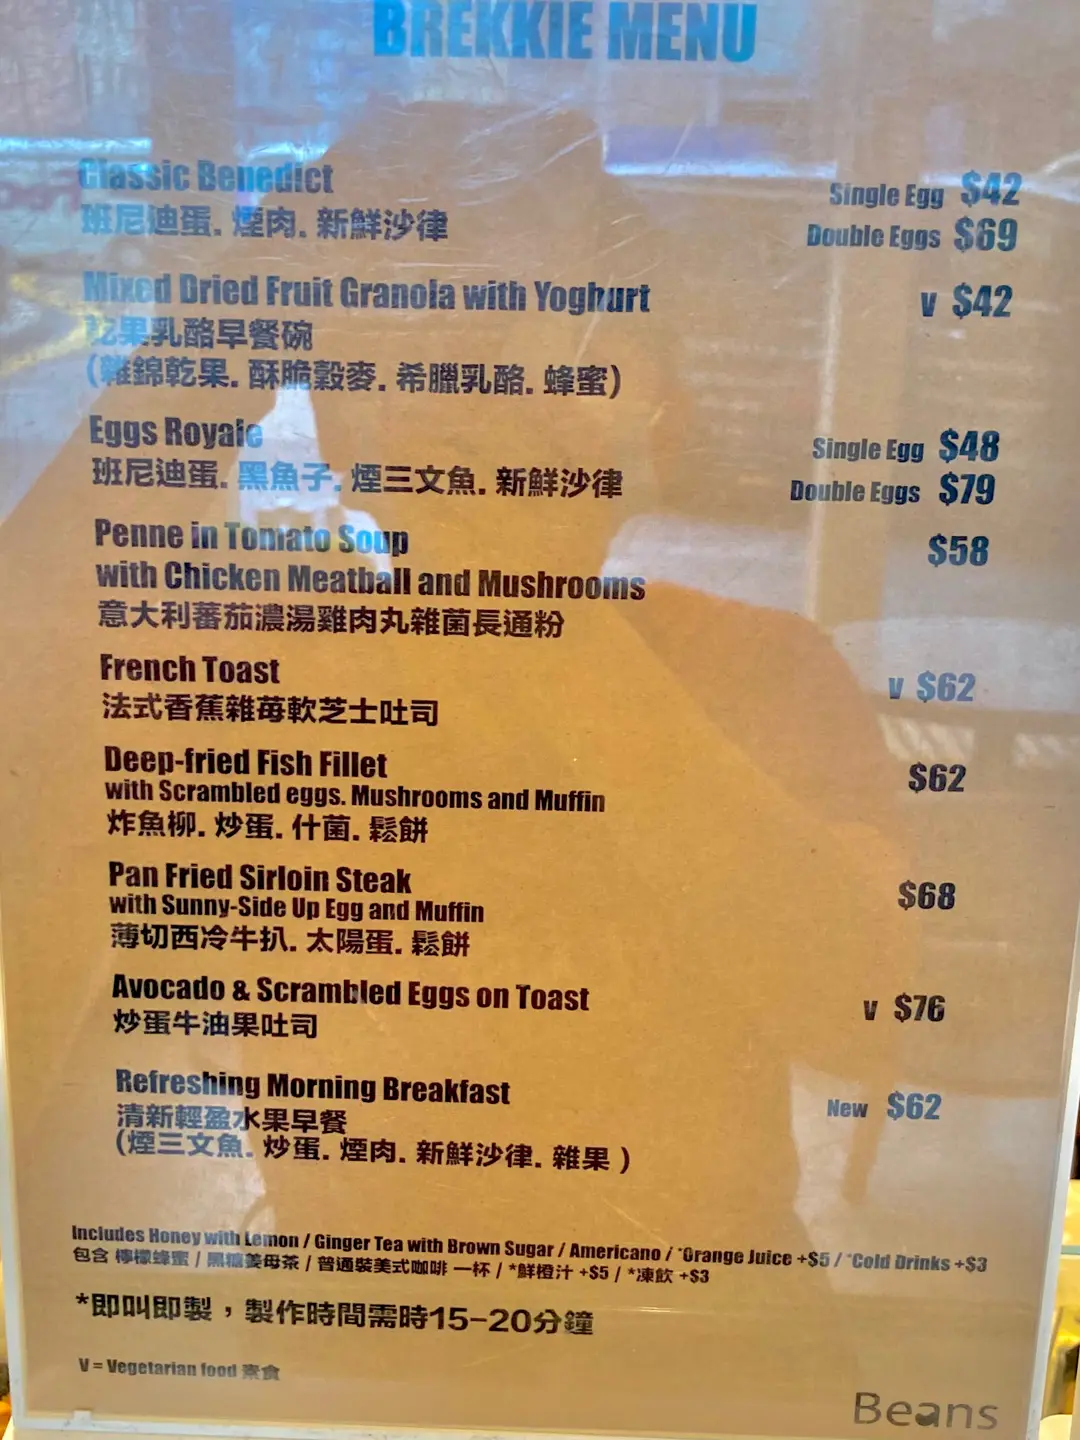 BREKKIE MENU
Classic Benedict
班尼迪蛋. 煙肉. 新鮮沙律
Single Egg $42
Double Eggs $69
Mixed Dried Fruit Granola with Yoghurt
乾果乳酪早餐碗
(雜錦乾果. 酥脆穀麥. 希臘乳酪. 蜂蜜)
v $42
Eggs Royale
班尼迪蛋. 黑魚子. 煙三文魚. 新鮮沙律
Single Egg $48
Double Eggs $79
Penne in Tomato Soup
with Chicken Meatball and Mushrooms
意大利蕃茄濃湯雞肉丸雜菌長通粉
$58
French Toast
法式香蕉雜苺軟芝士吐司
v $62
Deep-fried Fish Fillet
with Scrambled eggs. Mushrooms and Muffin
炸魚柳. 炒蛋. 什菌. 鬆餅
$62
Pan Fried Sirloin Steak
with Sunny-Side Up Egg and Muffin
薄切西冷牛扒. 太陽蛋. 鬆餅
$68
Avocado & Scrambled Eggs on Toast
炒蛋牛油果吐司
v $76
Refreshing Morning Breakfast
清新輕盈水果早餐
(煙三文魚. 炒蛋. 煙肉. 新鮮沙律. 雜果 )
New $62
Includes Honey with Lemon / Ginger Tea with Brown Sugar / Americano / *Orange Juice +$5 / *Cold Drinks +$3
包含 檸檬蜂蜜 / 黑糖姜母茶 / 普通裝美式咖啡 一杯 / *鮮橙汁 +$5 / *凍飲 +$3
*即叫即製，製作時間需時15-20分鐘
V = Vegetarian food 素食
Beans